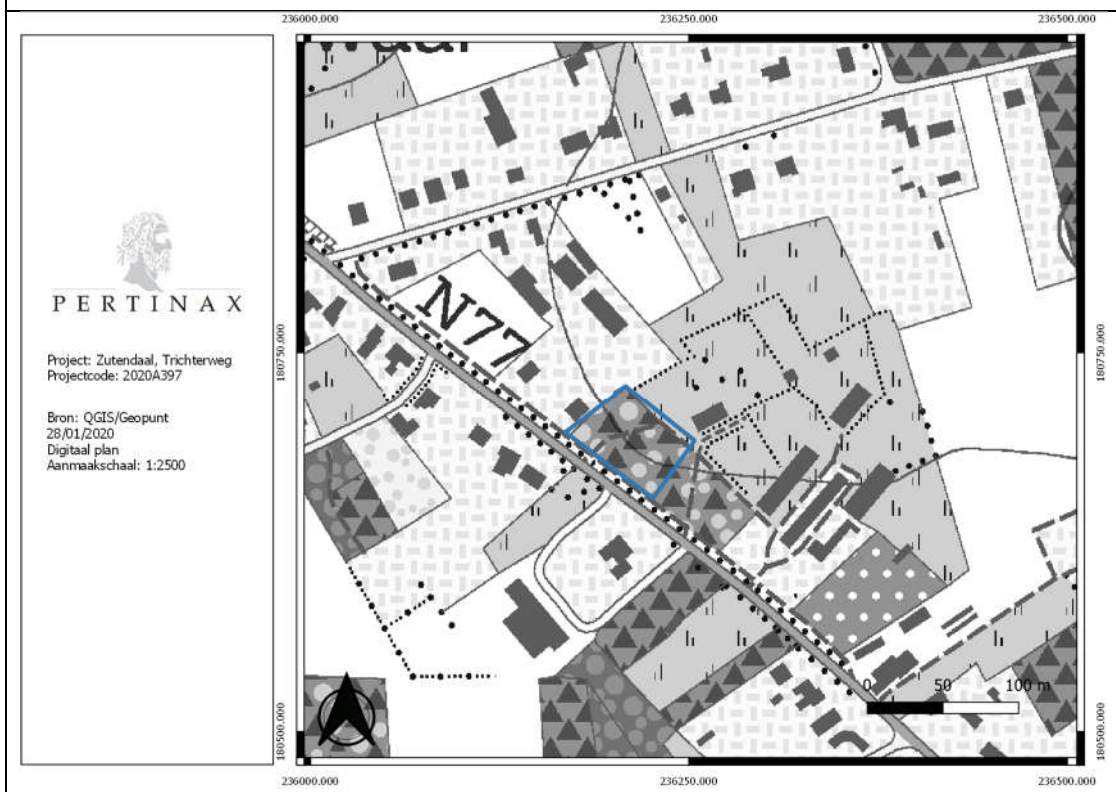 236000.000 236250.000 236500.000
PERTINAX
Project: Zutendaal, Trichterweg
Projectcode: 2020A397
Bron: QGIS/Geopunt
28/01/2020
Digitaal plan
Aanmaakschaal: 1:2500
180750.000
180500.000
N77
180750.000
180500.000
0 50 100 m
236000.000 236250.000 236500.000